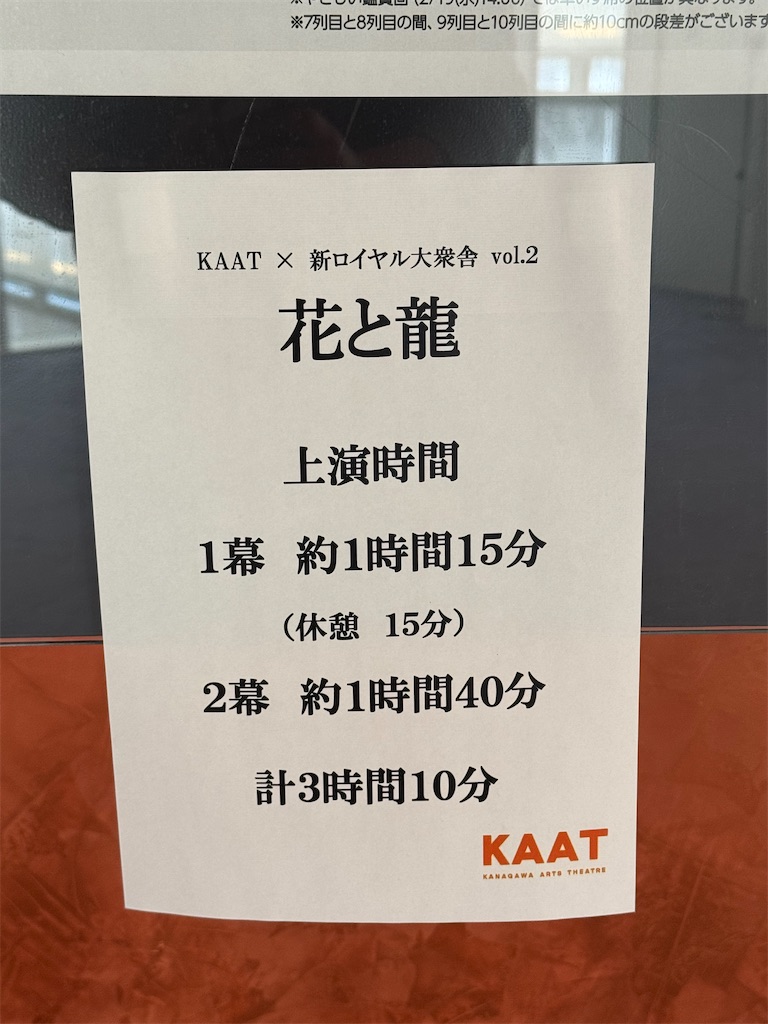 ※7列目と8列目の間、9列目と10列目の間に約10cmの段差がございます
KAAT × 新ロイヤル大衆舎 vol.2
花と龍
上演時間
1幕 約1時間15分
(休憩 15分)
2幕 約1時間40分
計3時間10分
KAAT
KANAGAWA ARTS THEATRE